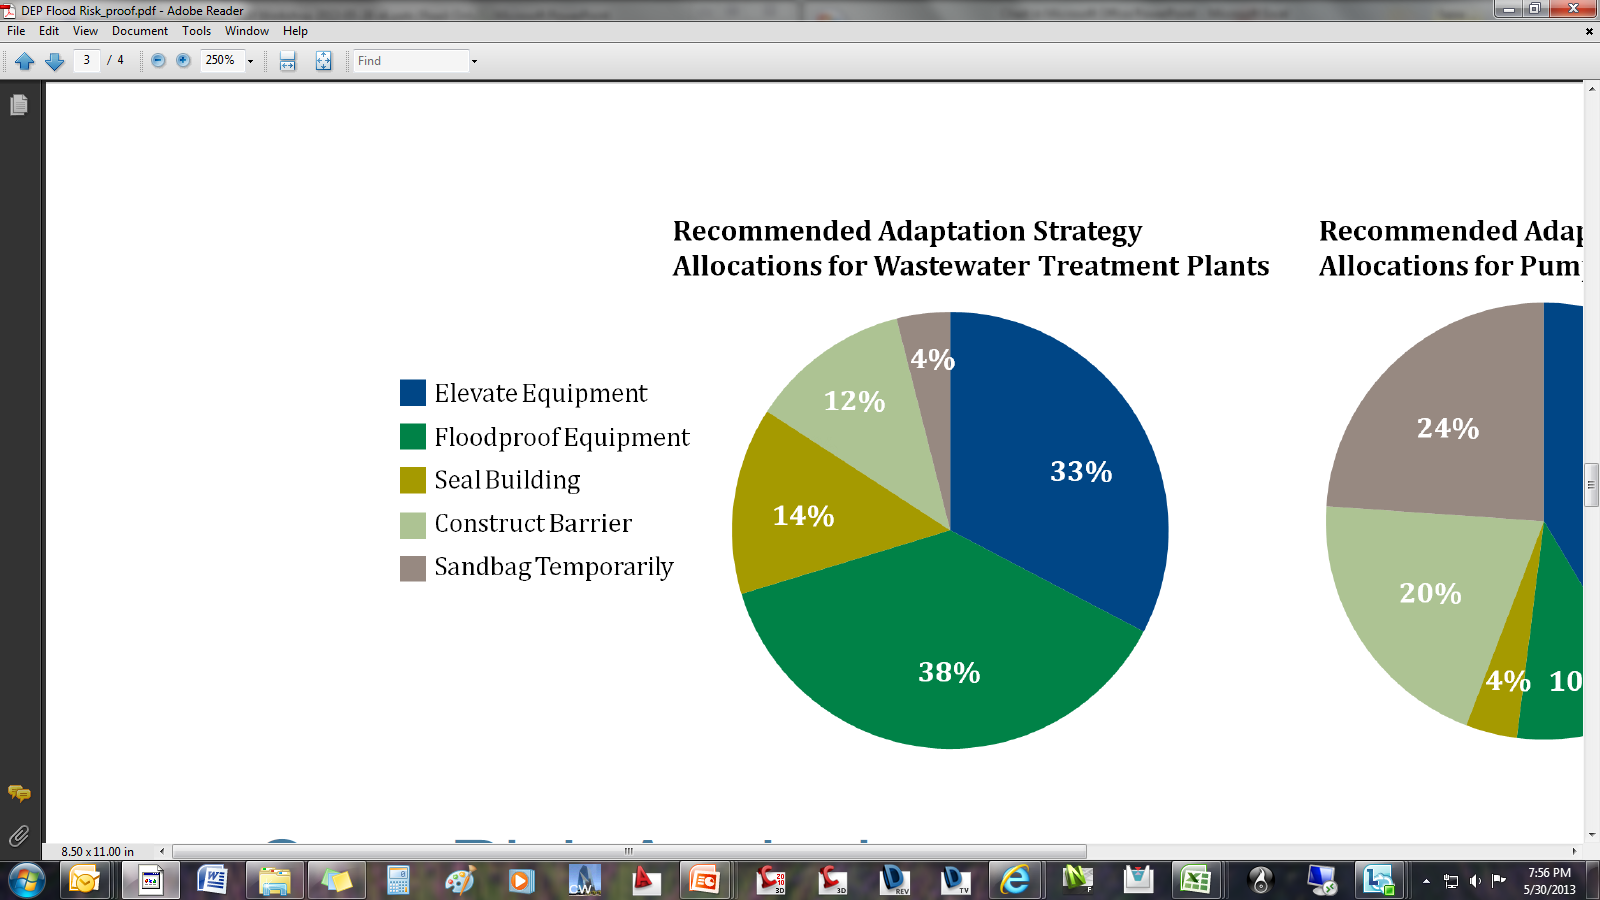 DEP Flood Risk_proof.pdf - Adobe Reader
File Edit View Document Tools Window Help
3 / 4 250% Find
Recommended Adaptation Strategy
Allocations for Wastewater Treatment Plants
Recommended Adap
Allocations for Pum
Elevate Equipment
Floodproof Equipment
Seal Building
Construct Barrier
Sandbag Temporarily
4%
12%
33%
14%
38%
24%
20%
4%
10
8.50 x 11.00 in
7:56 PM
5/30/2013